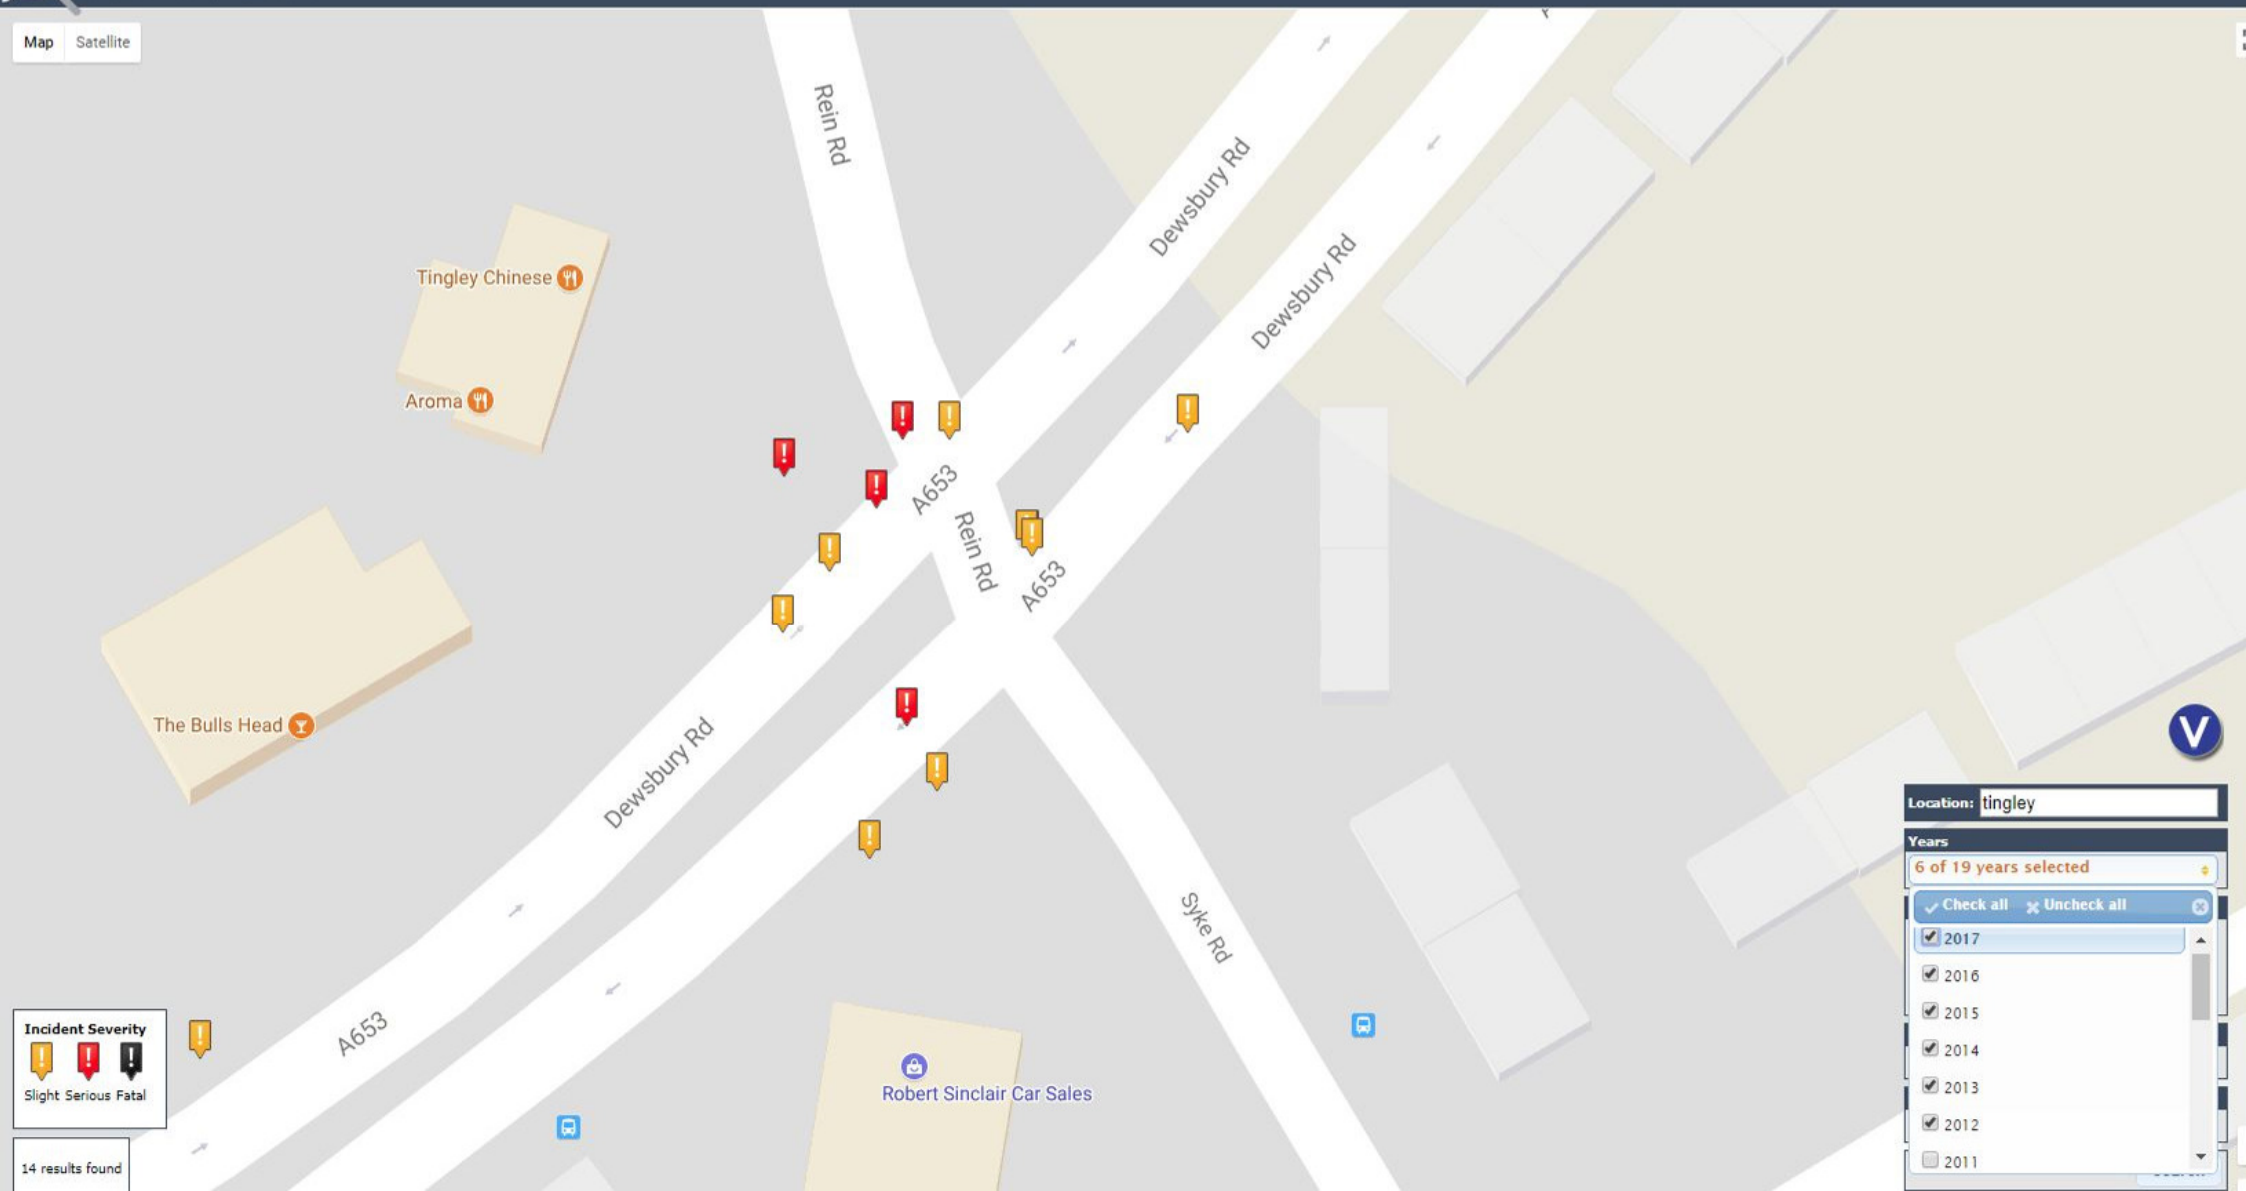 Map Satellite
Rein Rd
Dewsbury Rd
Dewsbury Rd
Tingley Chinese
Aroma
A653
Rein Rd
A653
The Bulls Head
Dewsbury Rd
V
Location: tingley
Years
6 of 19 years selected
Check all Uncheck all
2017
2016
2015
2014
2013
2012
2011
Syke Rd
A653
Robert Sinclair Car Sales
Incident Severity
Slight Serious Fatal
14 results found